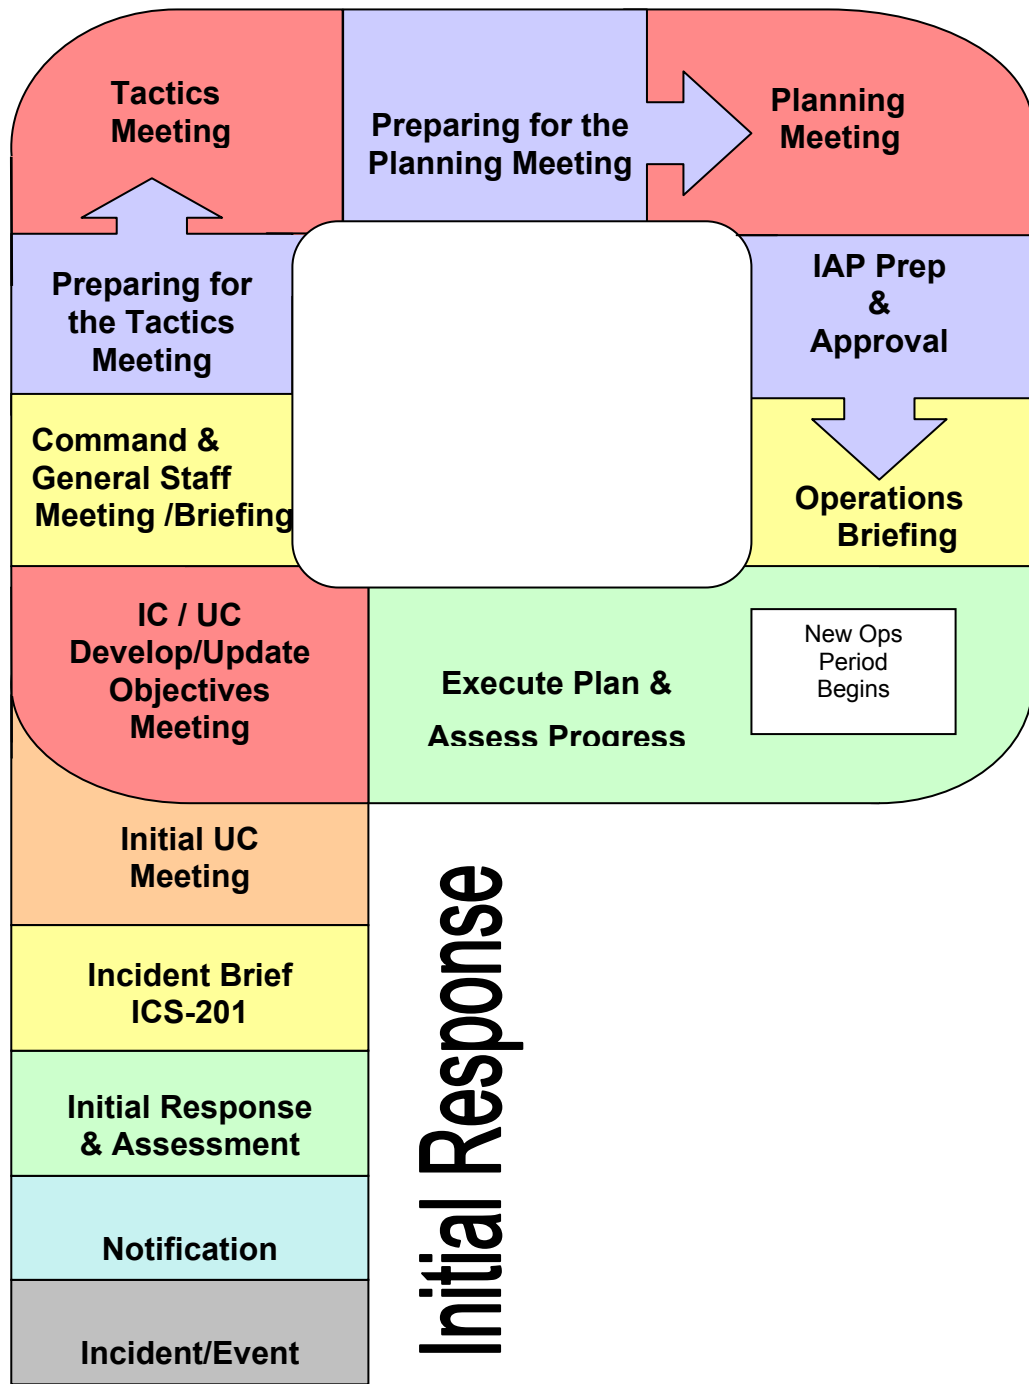 Tactics
Meeting
Preparing for the
Planning Meeting
Planning
Meeting
Preparing for
the Tactics
Meeting
IAP Prep
&
Approval
Command &
General Staff
Meeting /Briefing
Operations
Briefing
IC / UC
Develop/Update
Objectives
Meeting
Execute Plan &
Assess Progress
New Ops
Period
Begins
Initial UC
Meeting
Incident Brief
ICS-201
Initial Response
& Assessment
Notification
Incident/Event
Initial Response